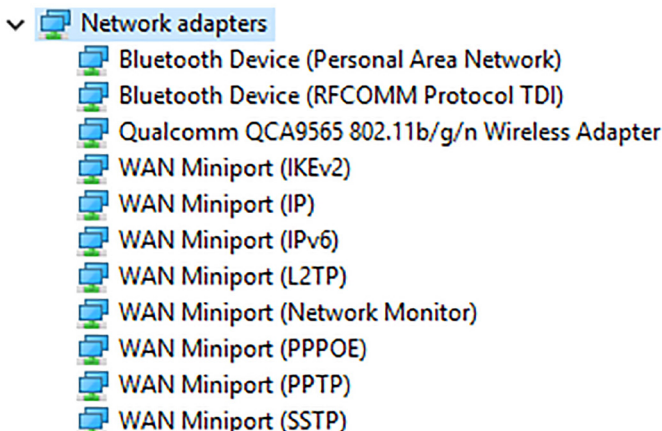 Network adapters
Bluetooth Device (Personal Area Network)
Bluetooth Device (RFCOMM Protocol TDI)
Qualcomm QCA9565 802.11b/g/n Wireless Adapter
WAN Miniport (IKEv2)
WAN Miniport (IP)
WAN Miniport (IPv6)
WAN Miniport (L2TP)
WAN Miniport (Network Monitor)
WAN Miniport (PPPOE)
WAN Miniport (PPTP)
WAN Miniport (SSTP)